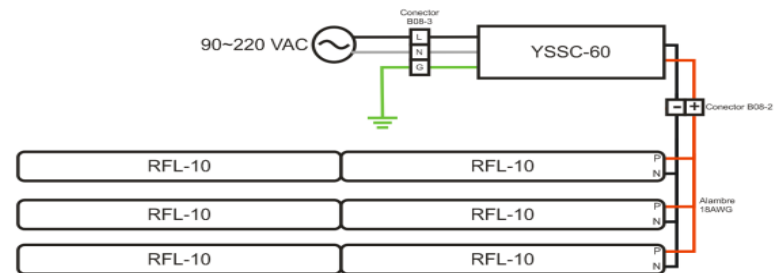 Conector
B08-3
90~220 VAC
L
N
G
YSSC-60
- +
Conector B08-2
RFL-10
RFL-10
P
N
Alambre
18AWG
RFL-10
RFL-10
P
N
RFL-10
RFL-10
P
N